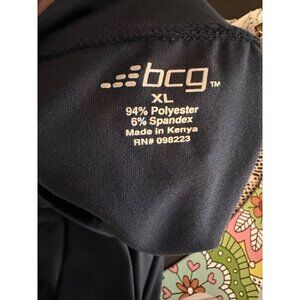 bcg™
XL
94% Polyester
6% Spandex
Made in Kenya
RN# 098223